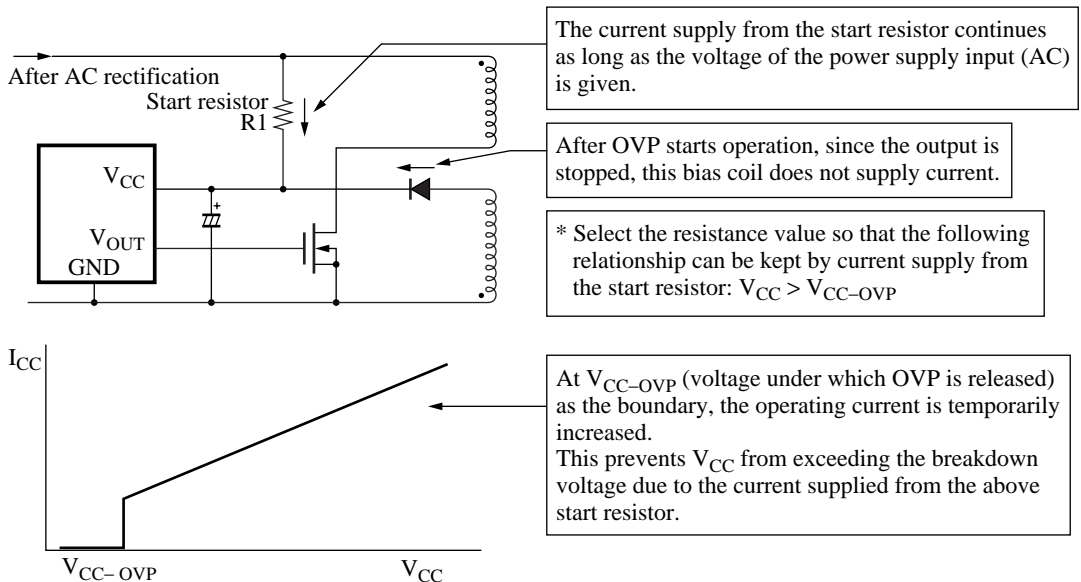 After AC rectification
Start resistor
R1
VCC
VOUT
GND
+
The current supply from the start resistor continues
as long as the voltage of the power supply input (AC)
is given.
After OVP starts operation, since the output is
stopped, this bias coil does not supply current.
* Select the resistance value so that the following
relationship can be kept by current supply from
the start resistor: VCC > VCC–OVP
ICC
VCC– OVP
VCC
At VCC–OVP (voltage under which OVP is released)
as the boundary, the operating current is temporarily
increased.
This prevents VCC from exceeding the breakdown
voltage due to the current supplied from the above
start resistor.